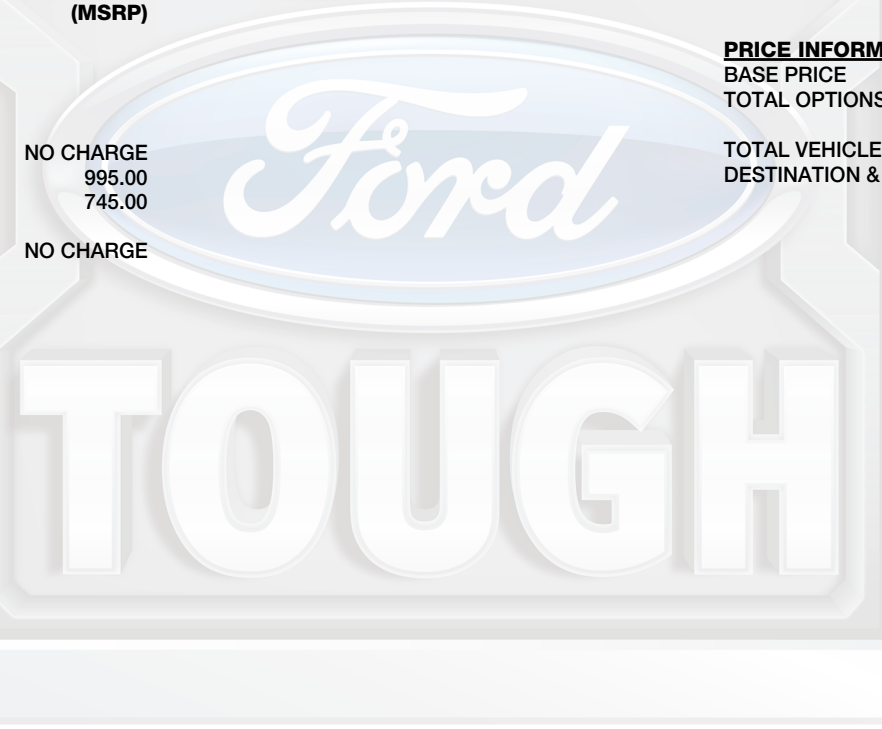 (MSRP)
NO CHARGE
995.00
745.00
NO CHARGE
PRICE INFORM
BASE PRICE
TOTAL OPTIONS
TOTAL VEHICLE
DESTINATION &
Ford
TOUGH